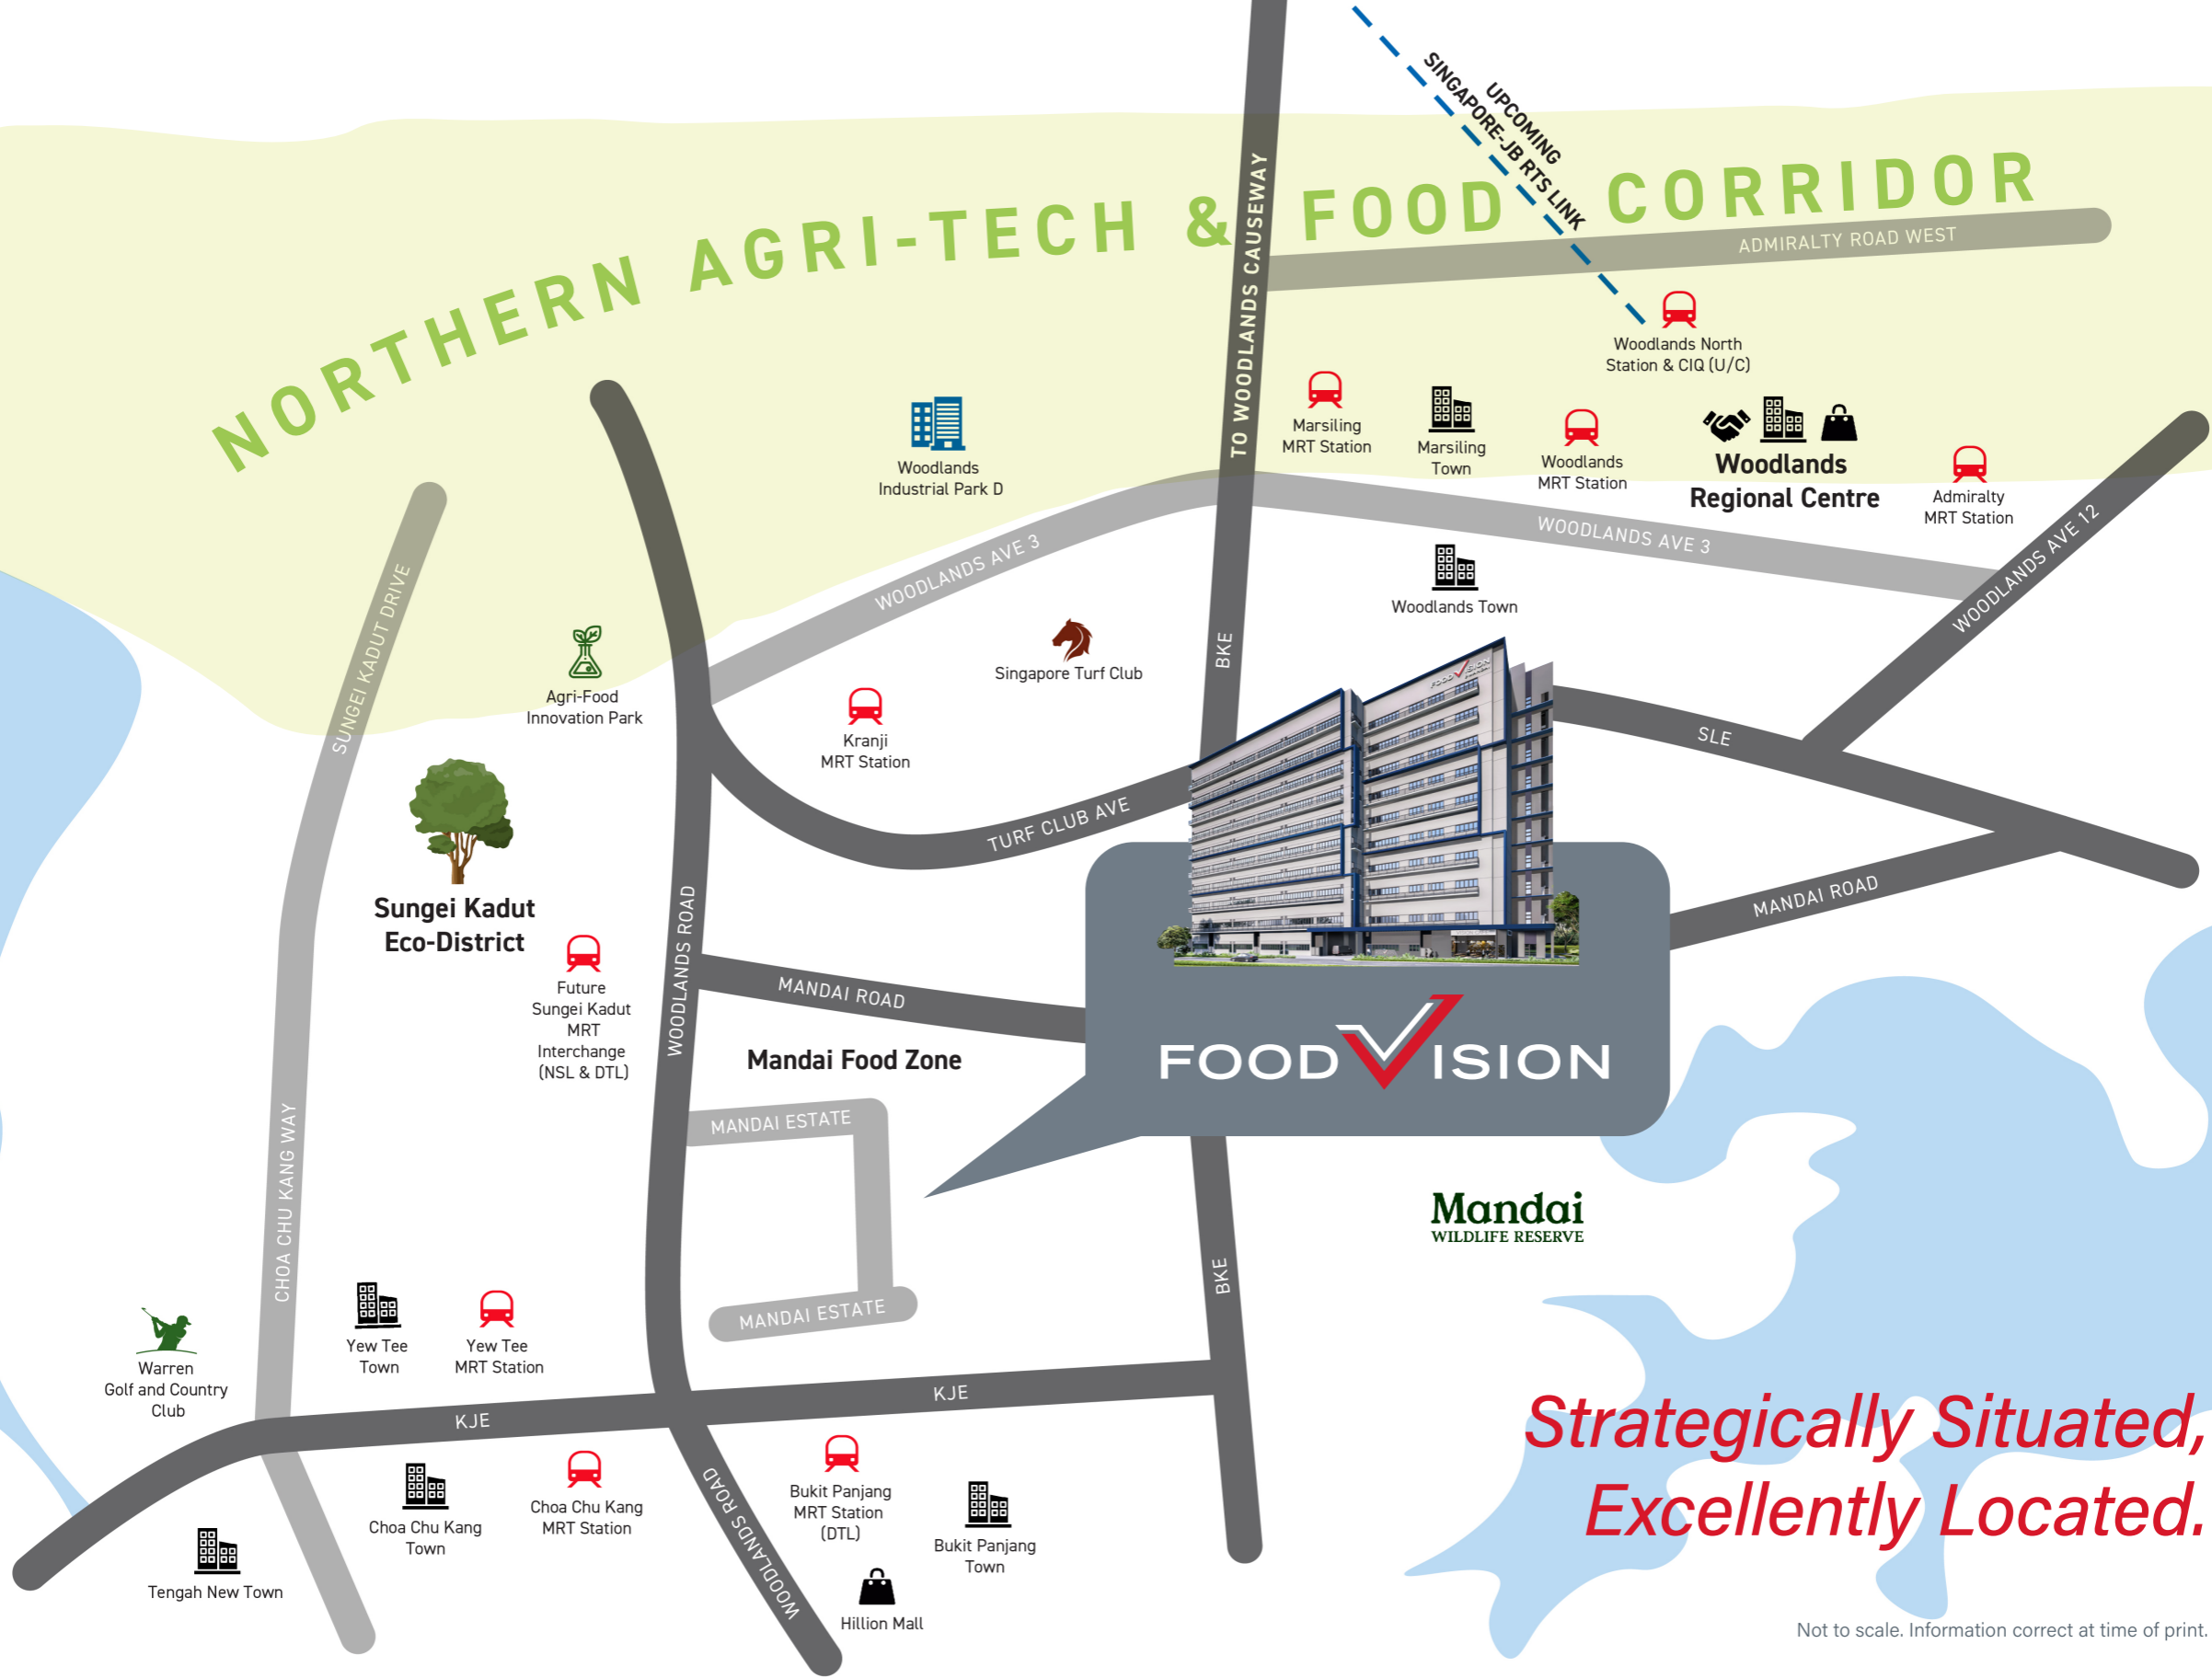 UPCOMING
SINGAPORE-JB RTS LINK
NORTHERN AGRI-TECH & FOOD CORRIDOR
TO WOODLANDS CAUSEWAY
ADMIRALTY ROAD WEST
Woodlands North
Station & CIQ (U/C)
Marsiling
MRT Station
Marsiling
Town
Woodlands
MRT Station
Woodlands
Regional Centre
Admiralty
MRT Station
Woodlands
Industrial Park D
WOODLANDS AVE 3
WOODLANDS AVE 3
WOODLANDS AVE 12
SUNGEI KADUT DRIVE
Woodlands Town
BKE
Singapore Turf Club
Agri-Food
Innovation Park
Kranji
MRT Station
FOOD VISION
SLE
TURF CLUB AVE
MANDAI ROAD
Sungei Kadut
Eco-District
WOODLANDS ROAD
Future
Sungei Kadut
MRT
Interchange
(NSL & DTL)
MANDAI ROAD
Mandai Food Zone
FOOD VISION
MANDAI ESTATE
CHOA CHU KANG WAY
Mandai
WILDLIFE RESERVE
BKE
MANDAI ESTATE
Yew Tee
Town
Yew Tee
MRT Station
Warren
Golf and Country
Club
KJE
KJE
Strategically Situated,
Excellently Located.
WOODLANDS ROAD
Bukit Panjang
MRT Station
(DTL)
Choa Chu Kang
Town
Choa Chu Kang
MRT Station
Bukit Panjang
Town
Tengah New Town
Hillion Mall
Not to scale. Information correct at time of print.